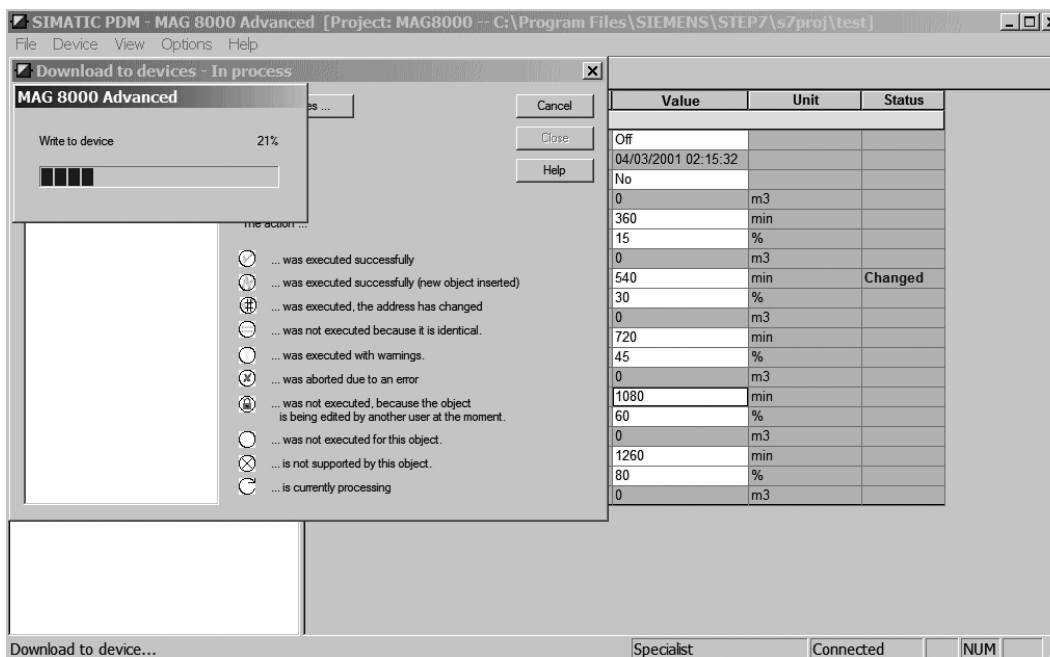 SIMATIC PDM - MAG 8000 Advanced [Project: MAG8000 -- C:\Program Files\SIEMENS\STEP7\s7proj\test]
File Device View Options Help
Download to devices - In process
MAG 8000 Advanced
Write to device 21%
es ...
Cancel
Close
Help
The action ...
... was executed successfully
... was executed successfully (new object inserted)
... was executed, the address has changed
... was not executed because it is identical.
... was executed with warnings.
... was aborted due to an error
... was not executed, because the object
is being edited by another user at the moment.
... was not executed for this object.
... is not supported by this object.
... is currently processing
Value Unit Status
Off
04/03/2001 02:15:32
No
0 m3
360 min
15 %
0 m3
540 min Changed
30 %
0 m3
720 min
45 %
0 m3
1080 min
60 %
0 m3
1260 min
80 %
0 m3
Download to device...
Specialist
Connected
NUM